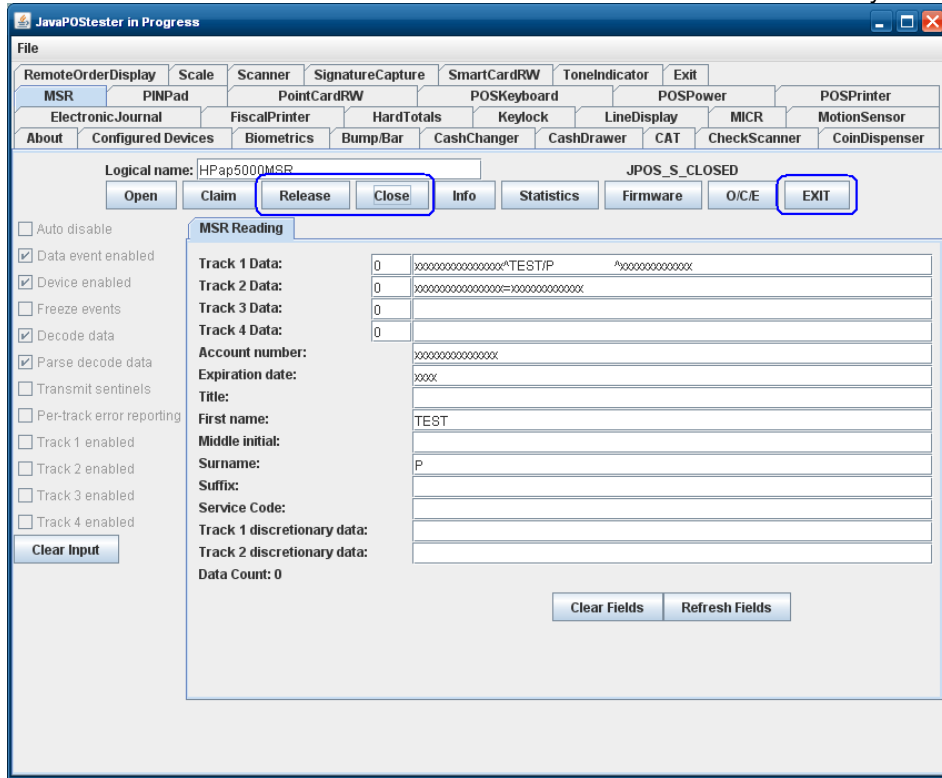 JavaPOStester in Progress
File
RemoteOrderDisplay Scale Scanner SignatureCapture SmartCardRW ToneIndicator Exit
MSR PINPad PointCardRW POSKeyboard POSPower POSPrinter
ElectronicJournal FiscalPrinter HardTotals Keylock LineDisplay MICR MotionSensor
About Configured Devices Biometrics Bump/Bar CashChanger CashDrawer CAT CheckScanner CoinDispenser
Logical name: HPap5000MSR JPOS_S_CLOSED
Open Claim Release Close Info Statistics Firmware O/C/E EXIT
Auto disable
Data event enabled
Device enabled
Freeze events
Decode data
Parse decode data
Transmit sentinels
Per-track error reporting
Track 1 enabled
Track 2 enabled
Track 3 enabled
Track 4 enabled
Clear Input
MSR Reading
Track 1 Data: 0 xxxxxxxxxxxxxxxx^TEST/P ^xxxxxxxxxxxxx
Track 2 Data: 0 xxxxxxxxxxxxxxxx=xxxxxxxxxxxxx
Track 3 Data: 0
Track 4 Data: 0
Account number: xxxxxxxxxxxxxxx
Expiration date: xxxx
Title:
First name: TEST
Middle initial:
Surname: P
Suffix:
Service Code:
Track 1 discretionary data:
Track 2 discretionary data:
Data Count: 0
Clear Fields Refresh Fields